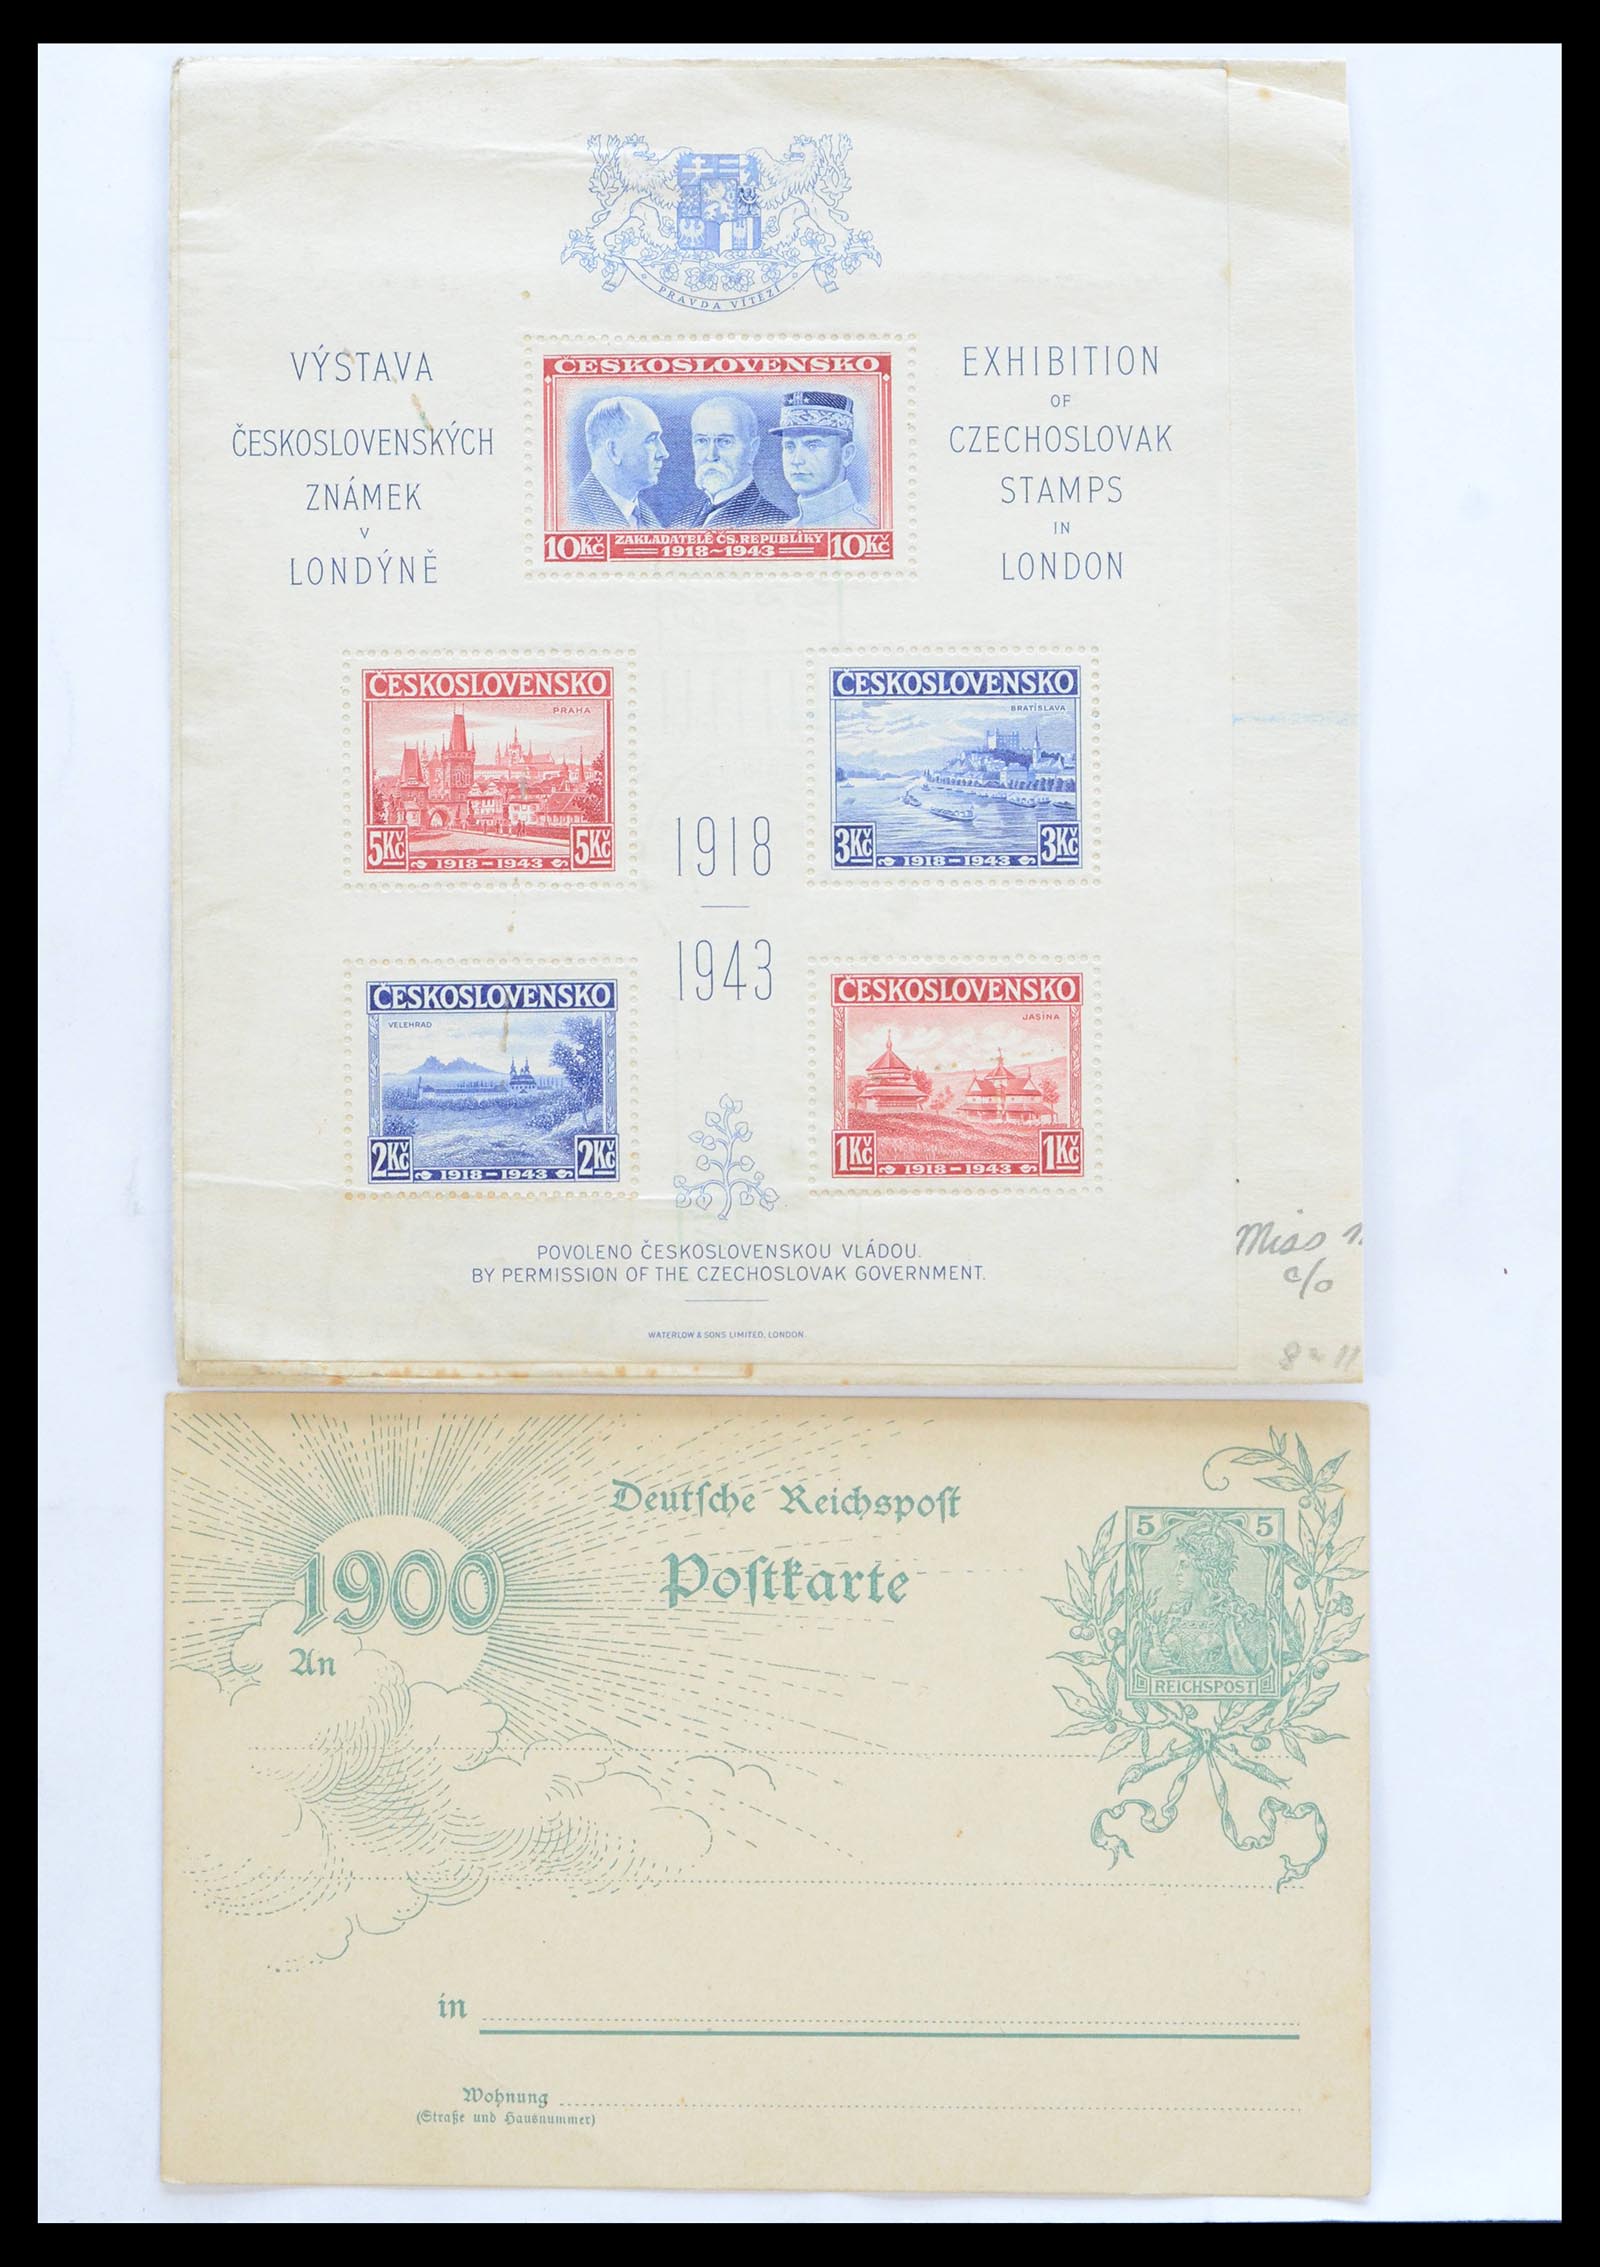 PRAVDA VÍTĚZÍ
VÝSTAVA
ČESKOSLOVENSKÝCH
ZNÁMEK
V
LONDÝNĚ
ČESKOSLOVENSKO
10Kč ZAKLADATELÉ ČS. REPUBLIKY 10Kč
1918~1943
EXHIBITION
OF
CZECHOSLOVAK
STAMPS
IN
LONDON
ČESKOSLOVENSKO
PRAHA
5Kč 1918-1943 5Kč
ČESKOSLOVENSKO
BRATISLAVA
3Kč 1918-1943 3Kč
1918
1943
ČESKOSLOVENSKO
VELEHRAD
2Kč 1918-1943 2Kč
ČESKOSLOVENSKO
JASINA
1Kč 1918-1943 1Kč
POVOLENO ČESKOSLOVENSKOU VLÁDOU.
BY PERMISSION OF THE CZECHOSLOVAK GOVERNMENT.
WATERLOW & SONS LIMITED, LONDON.
Miss
c/o
Deutsche Reichspost
Postkarte
1900
An
5 5
REICHSPOST
in
Wohnung
(Straße und Hausnummer)